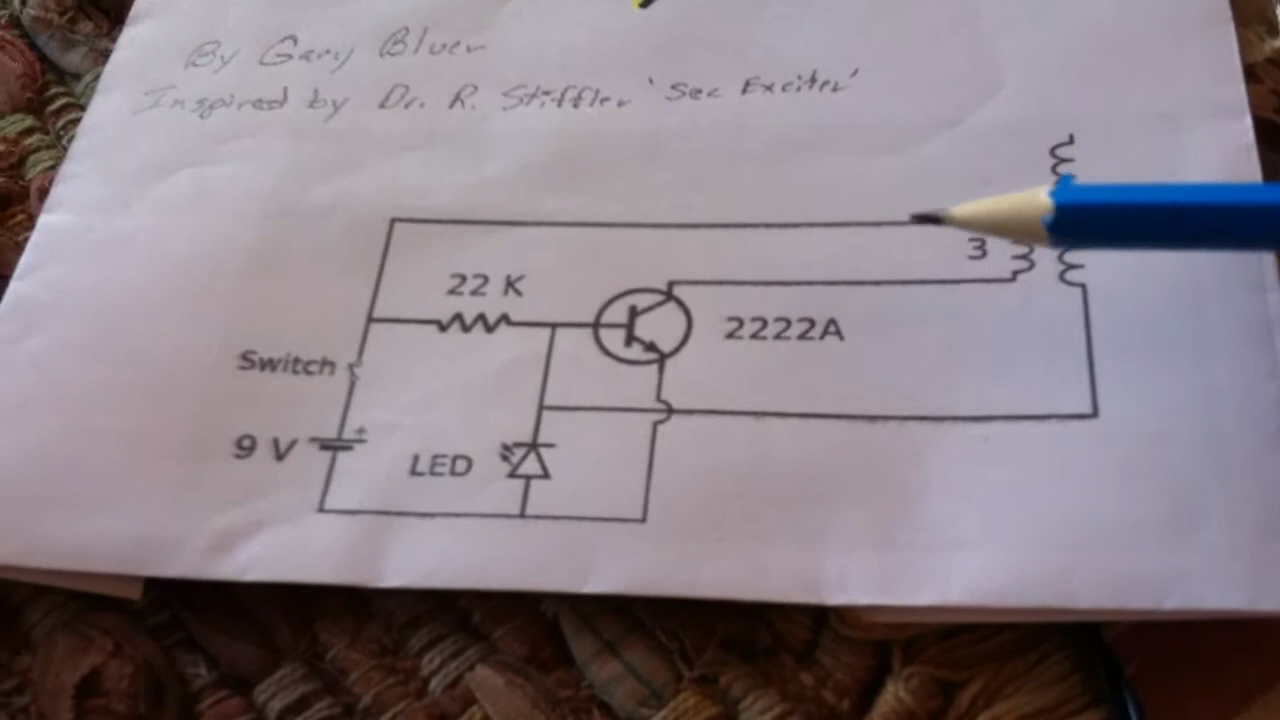 By Gary Bluer
Inspired by Dr. R. Stiffler 'Sec Exciter'
3
22 K
2222A
Switch
+
9 V
LED